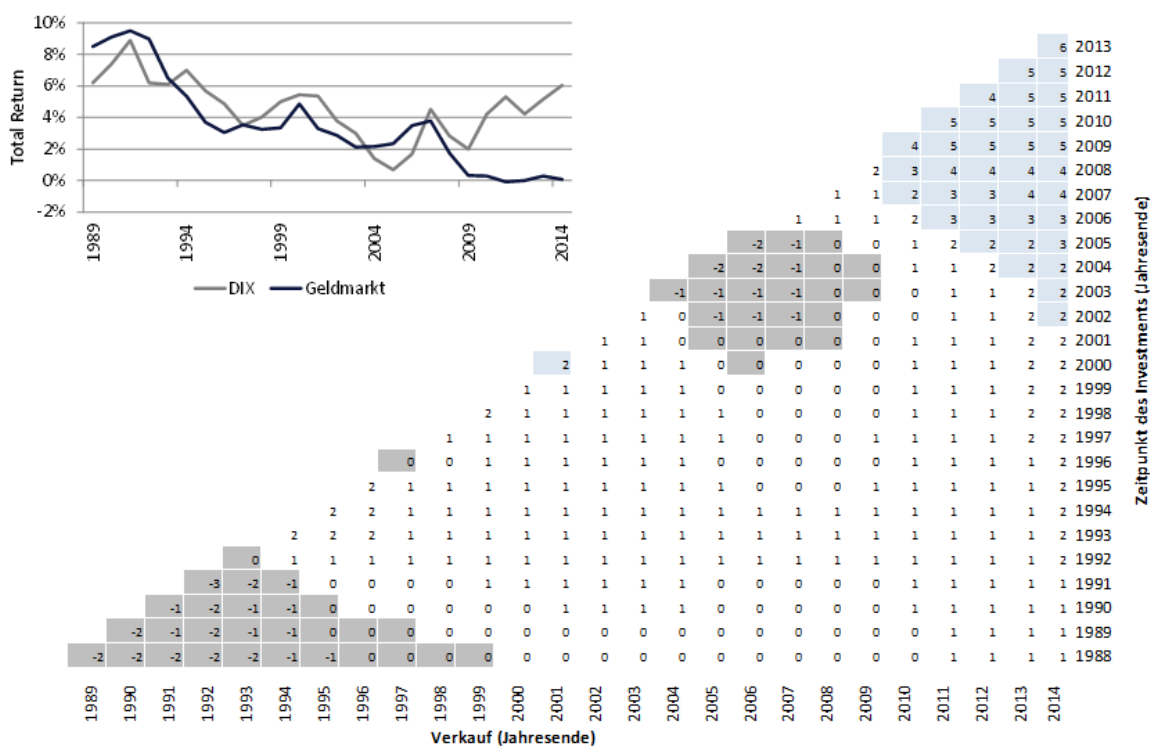 10%
8%
6%
4%
2%
0%
-2%
Total Return
1989 1994 1999 2004 2009 2014
DIX Geldmarkt
6 2013
5 5 2012
4 5 5 2011
5 5 5 5 2010
4 5 5 5 5 2009
2 3 4 4 4 4 2008
1 1 2 3 3 4 4 2007
1 1 1 2 3 3 3 3 2006
-2 -1 0 0 1 2 2 2 3 2005
-2 -2 -1 0 0 1 1 2 2 2 2004
-1 -1 -1 -1 0 0 0 1 1 2 2 2003
1 0 -1 -1 -1 0 0 0 1 1 2 2 2002
1 1 0 0 0 0 0 0 1 1 1 2 2 2001
2 1 1 1 0 0 0 0 0 1 1 1 2 2 2000
1 1 1 1 1 0 0 0 0 0 1 1 1 2 2 1999
2 1 1 1 1 1 1 0 0 0 0 1 1 1 2 2 1998
1 1 1 1 1 1 1 1 0 0 0 1 1 1 1 2 2 1997
0 0 1 1 1 1 1 1 1 0 0 0 0 1 1 1 1 2 1996
2 1 1 1 1 1 1 1 1 1 0 0 0 1 1 1 1 1 2 1995
2 2 1 1 1 1 1 1 1 1 1 1 1 1 1 1 1 1 1 2 1994
2 2 2 1 1 1 1 1 1 1 1 1 1 1 1 1 1 1 1 1 2 1993
0 1 1 1 1 1 1 1 1 1 1 1 1 1 1 1 1 1 1 1 1 2 1992
-3 -2 -1 0 0 0 0 1 1 1 1 1 1 0 0 0 0 1 1 1 1 1 1 1991
-1 -2 -1 -1 0 0 0 0 0 0 1 1 1 1 0 0 0 0 0 1 1 1 1 1 1990
-2 -1 -2 -1 -1 0 0 0 0 0 0 0 0 0 0 0 0 0 0 0 0 1 1 1 1 1989
-2 -2 -2 -2 -2 -1 -1 0 0 0 0 0 0 0 0 0 0 0 0 0 0 0 1 1 1 1 1988
1989 1990 1991 1992 1993 1994 1995 1996 1997 1998 1999 2000 2001 2002 2003 2004 2005 2006 2007 2008 2009 2010 2011 2012 2013 2014
Verkauf (Jahresende)
Zeitpunkt des Investments (Jahresende)